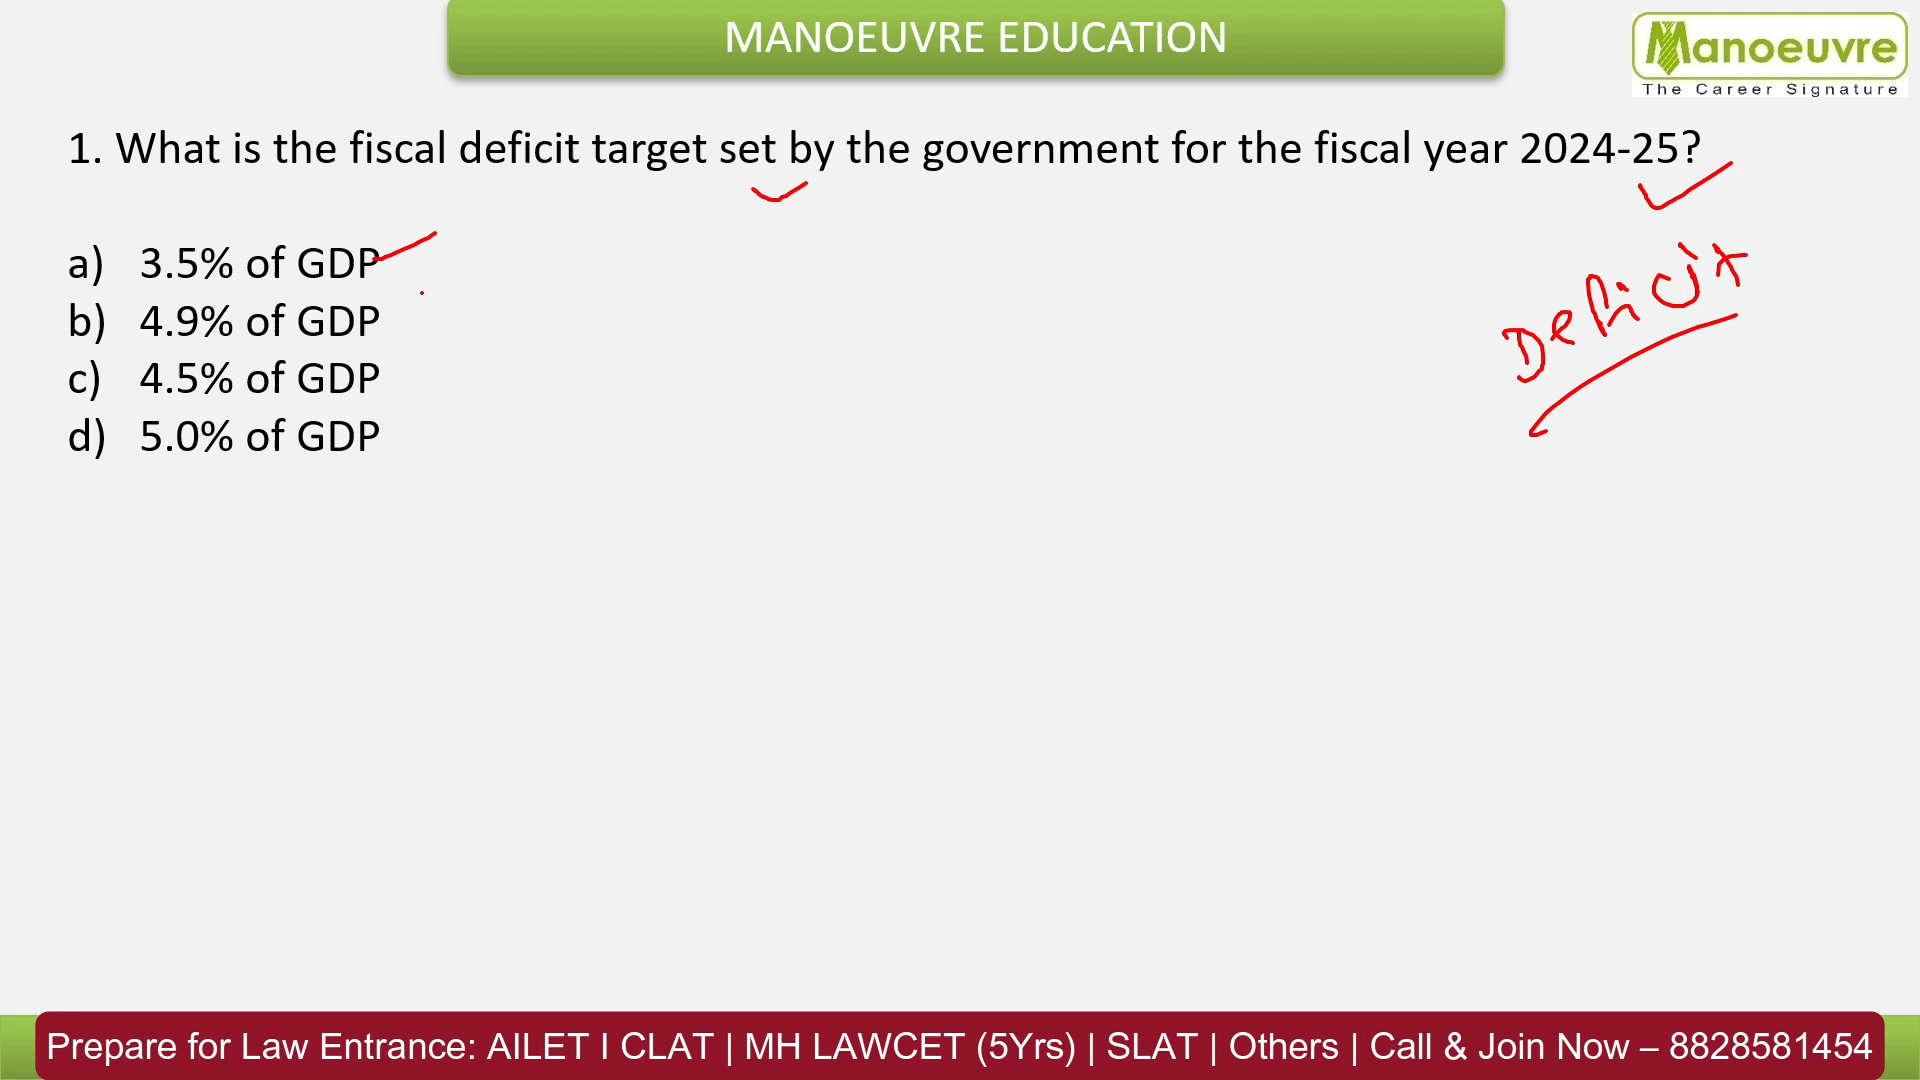 MANOEUVRE EDUCATION
Manoeuvre
The Career Signature
1. What is the fiscal deficit target set by the government for the fiscal year 2024-25?
a) 3.5% of GDP
b) 4.9% of GDP
c) 4.5% of GDP
d) 5.0% of GDP
Deficit
Prepare for Law Entrance: AILET I CLAT | MH LAWCET (5Yrs) | SLAT | Others | Call & Join Now – 8828581454